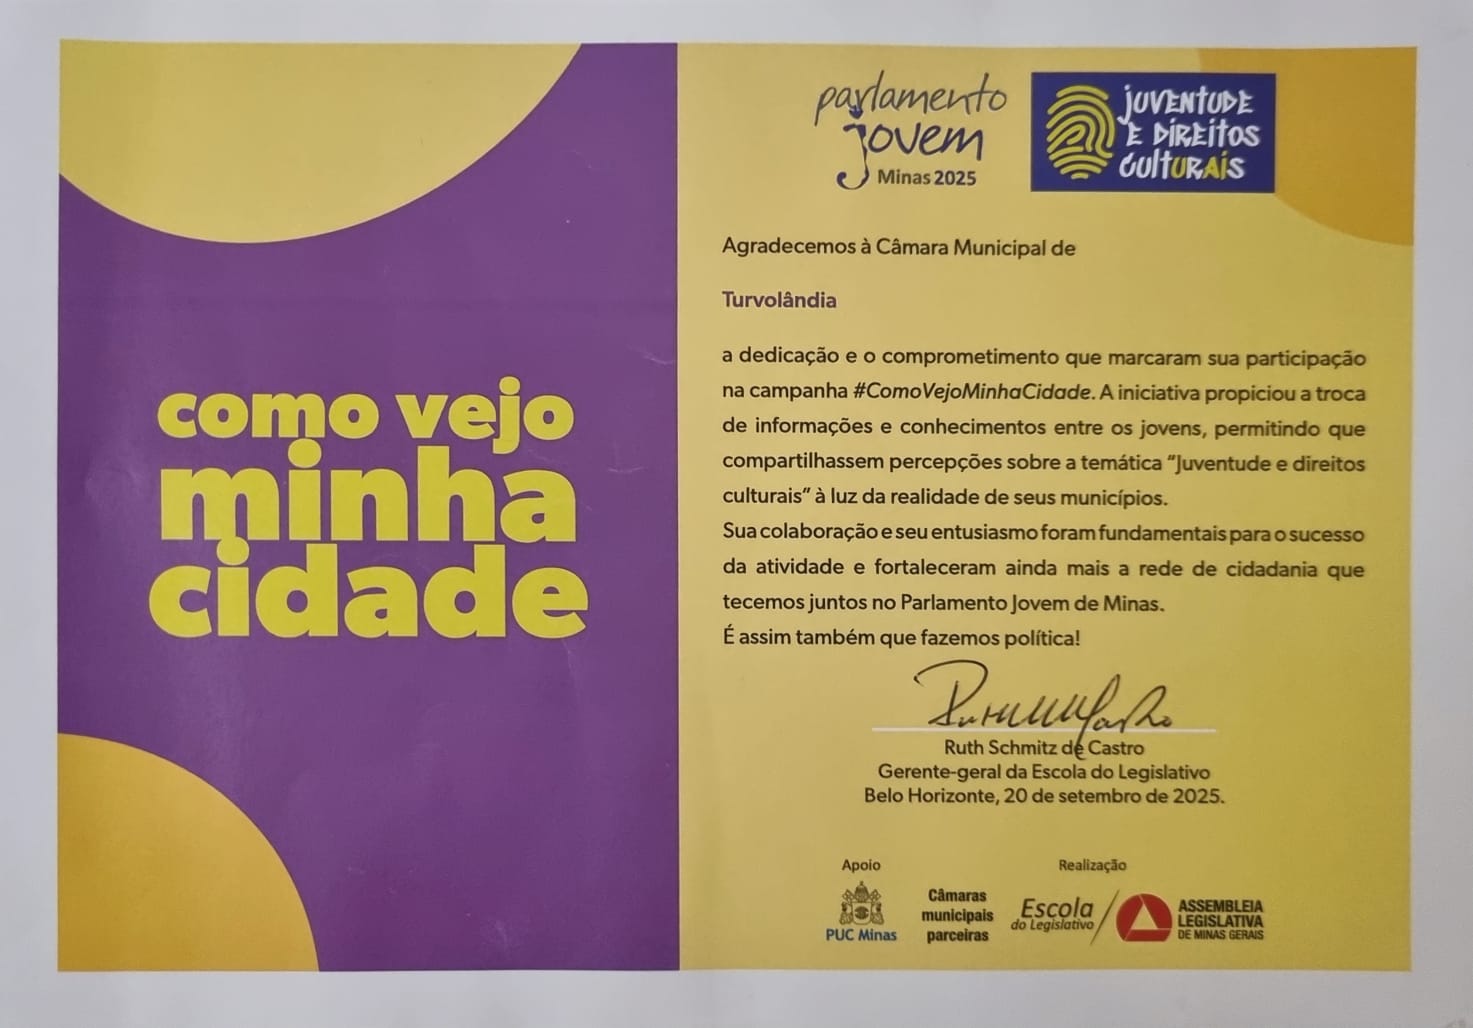 como vejo
minha
cidade
parlamento
jovem
Minas 2025
JUVENTUDE
E DIREITOS
CULTURAIS
Agradecemos à Câmara Municipal de
Turvolândia
a dedicação e o comprometimento que marcaram sua participação
na campanha #ComoVejoMinhaCidade. A iniciativa propiciou a troca
de informações e conhecimentos entre os jovens, permitindo que
compartilhassem percepções sobre a temática “Juventude e direitos
culturais” à luz da realidade de seus municípios.
Sua colaboração e seu entusiasmo foram fundamentais para o sucesso
da atividade e fortaleceram ainda mais a rede de cidadania que
tecemos juntos no Parlamento Jovem de Minas.
É assim também que fazemos política!
Ruth Schmitz de Castro
Gerente-geral da Escola do Legislativo
Belo Horizonte, 20 de setembro de 2025.
Apoio
PUC Minas
Câmaras
municipais
parceiras
Realização
Escola
do Legislativo
ASSEMBLEIA
LEGISLATIVA
DE MINAS GERAIS